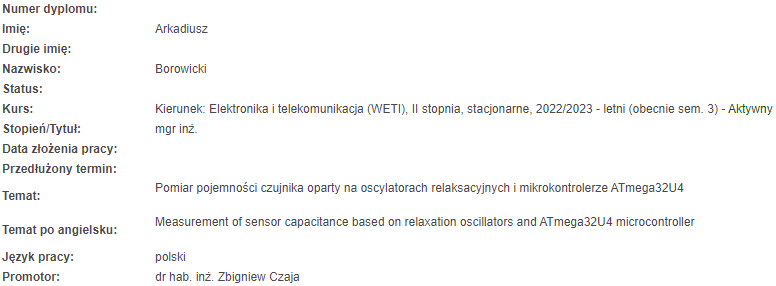 Numer dyplomu:
Imię: Arkadiusz
Drugie imię:
Nazwisko: Borowicki
Status:
Kurs: Kierunek: Elektronika i telekomunikacja (WETI), II stopnia, stacjonarne, 2022/2023 - letni (obecnie sem. 3) - Aktywny
Stopień/Tytuł: mgr inż.
Data złożenia pracy:
Przedłużony termin:
Temat: Pomiar pojemności czujnika oparty na oscylatorach relaksacyjnych i mikrokontrolerze ATmega32U4
Temat po angielsku: Measurement of sensor capacitance based on relaxation oscillators and ATmega32U4 microcontroller
Język pracy: polski
Promotor: dr hab. inż. Zbigniew Czaja